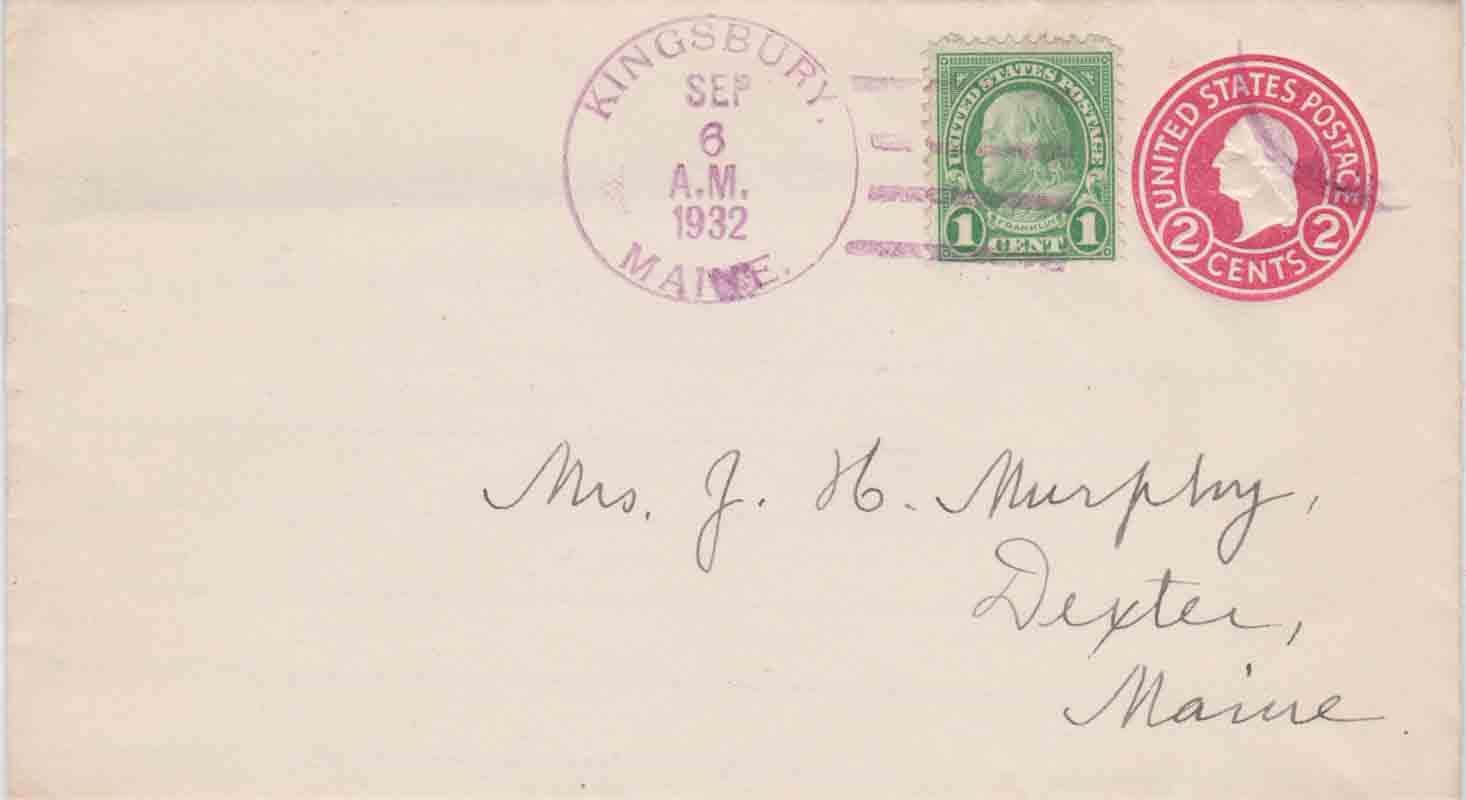 KINGSBURY.
SEP
6
A.M.
1932
MAINE.
UNITED STATES POSTAGE
FRANKLIN
1 CENT 1
UNITED STATES POSTAGE
2 CENTS 2
Mrs. J. H. Murphy,
Dexter,
Maine.